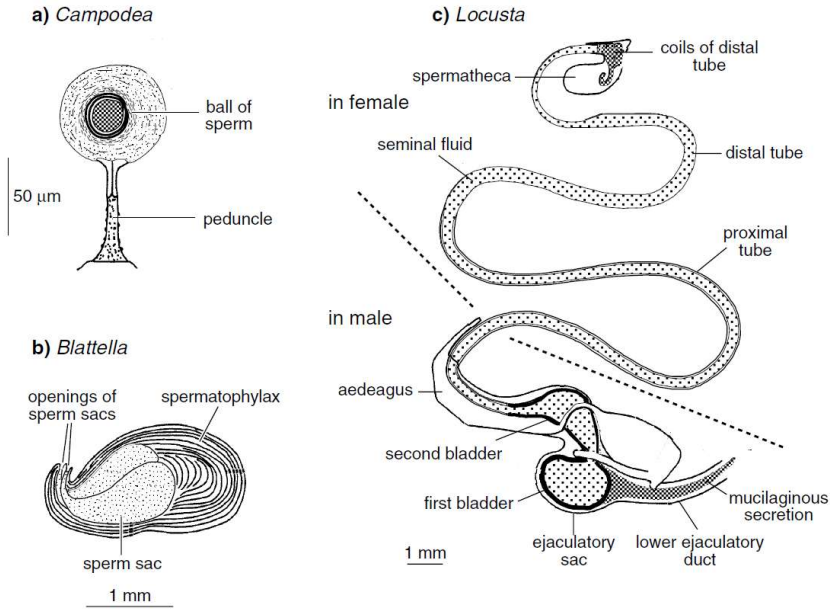 a) Campodea
ball of
sperm
50 μm
peduncle
b) Blattella
openings of
sperm sacs
spermatophylax
sperm sac
1 mm
c) Locusta
coils of distal
tube
spermatheca
in female
seminal fluid
distal tube
proximal
tube
in male
aedeagus
second bladder
first bladder
mucilaginous
secretion
ejaculatory
sac
lower ejaculatory
duct
1 mm